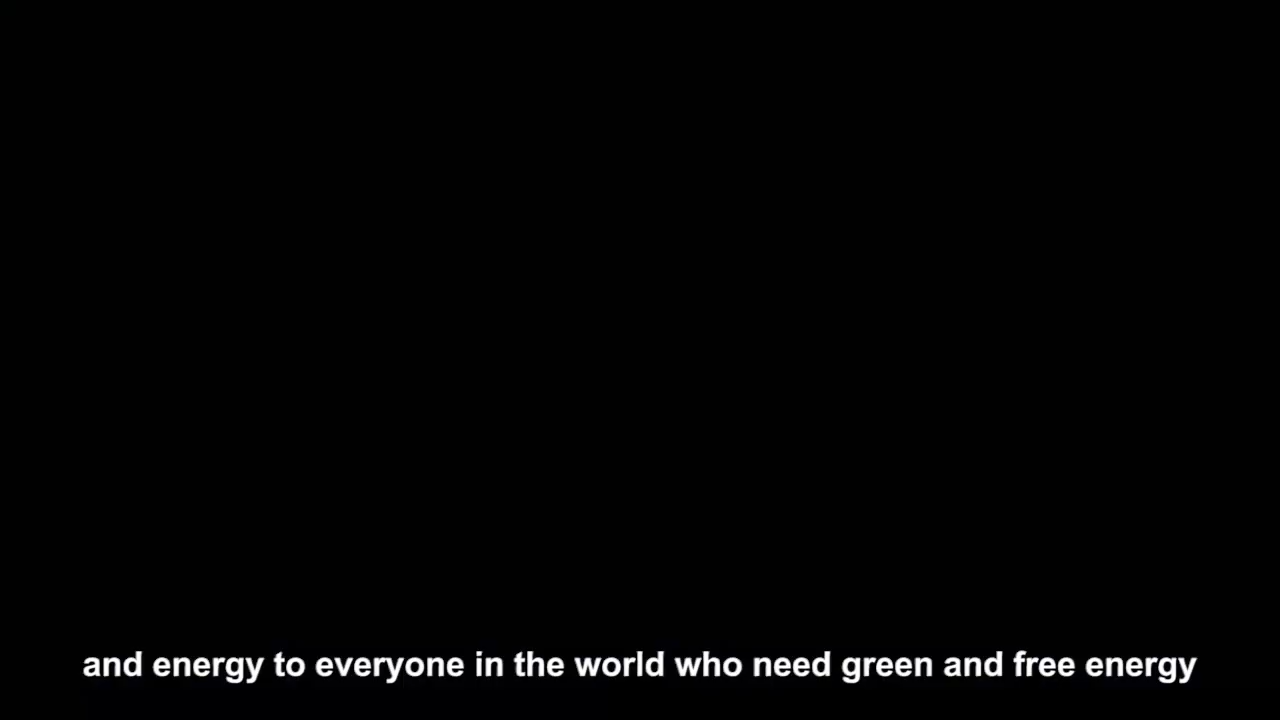 and energy to everyone in the world who need green and free energy